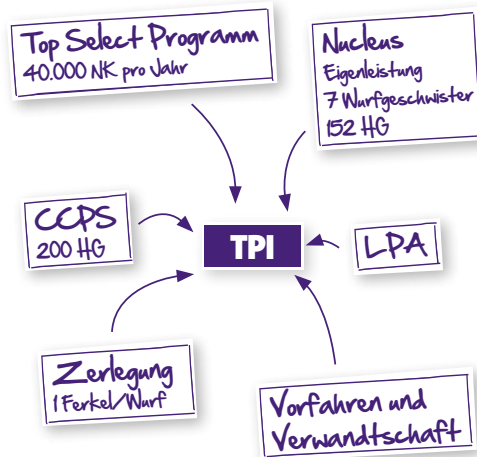 Top Select Programm
40.000 NK pro Jahr
Nucleus
Eigenleistung
7 Wurfgeschwister
152 HG
CCPS
200 HG
TPI
LPA
Zerlegung
1 Ferkel/Wurf
Vorfahren und
Verwandtschaft